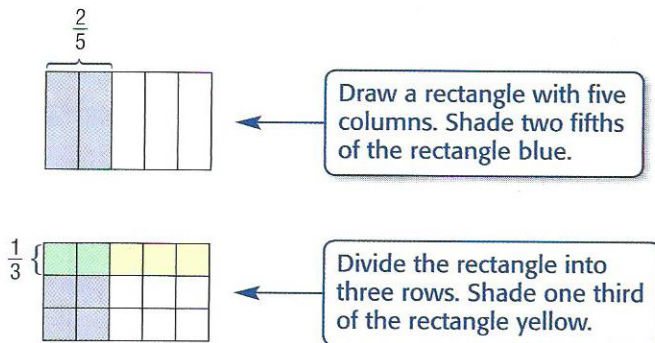 2
5
Draw a rectangle with five
columns. Shade two fifths
of the rectangle blue.
1
3
Divide the rectangle into
three rows. Shade one third
of the rectangle yellow.